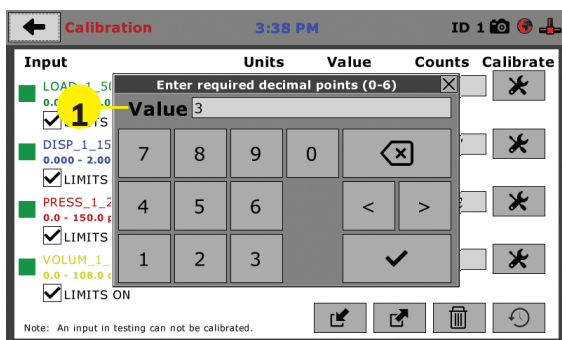 Calibration 3:38 PM ID 1
Input Units Value Counts Calibrate
Enter required decimal points (0-6)
1 Value 3
LIMITS ON
7 8 9 0
4 5 6 < >
1 2 3
DISP_1_15
0.000 - 2.00
LIMITS
PRESS_1_2
0.0 - 150.0
LIMITS
VOLUM_1_
0.0 - 108.0
LIMITS ON
Note: An input in testing can not be calibrated.